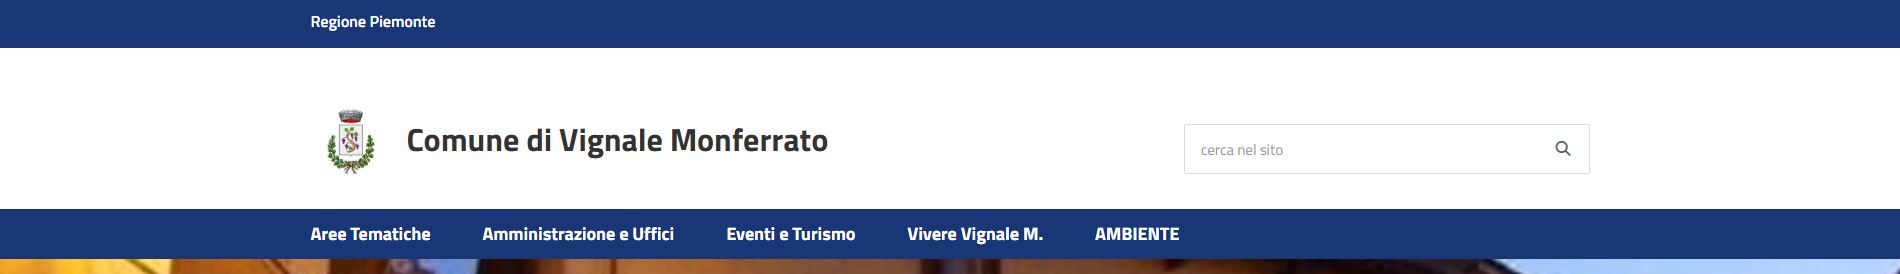 Regione Piemonte
Comune di Vignale Monferrato
cerca nel sito
Aree Tematiche Amministrazione e Uffici Eventi e Turismo Vivere Vignale M. AMBIENTE